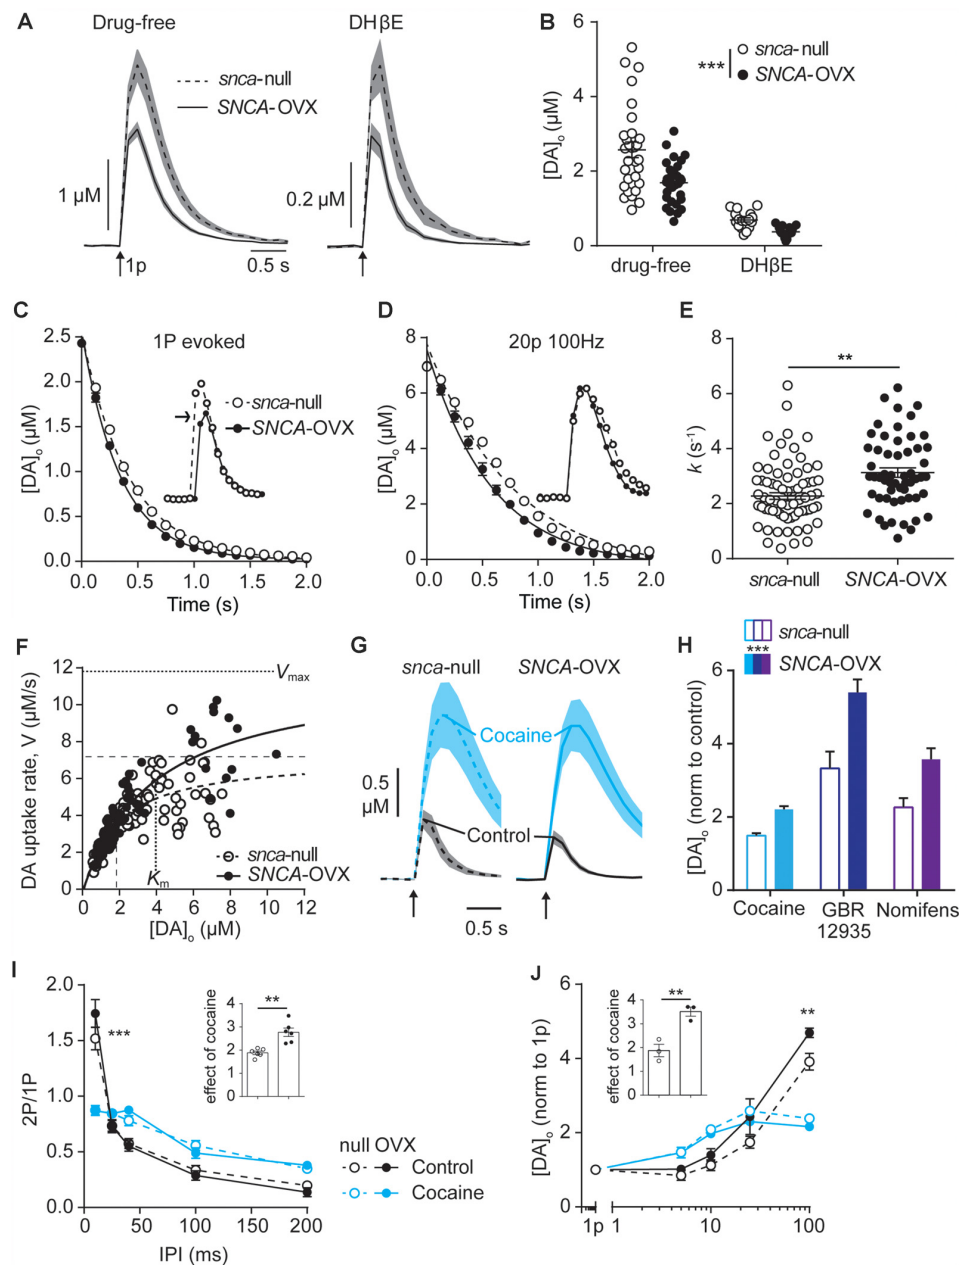 A
Drug-free
DHβE
snca-null
SNCA-OVX
1 µM
0.2 µM
1p
0.5 s
B
[DA]o (µM)
6
4
2
0
***
snca-null
SNCA-OVX
drug-free
DHβE
C
1P evoked
[DA]o (µM)
2.5
2.0
1.5
1.0
0.5
0.0
snca-null
SNCA-OVX
0.0 0.5 1.0 1.5 2.0
Time (s)
D
20p 100Hz
[DA]o (µM)
8
6
4
2
0
0.0 0.5 1.0 1.5 2.0
Time (s)
E
k (s-1)
8
6
4
2
0
**
snca-null
SNCA-OVX
F
DA uptake rate, V (µM/s)
12
10
8
6
4
2
0
Vmax
Km
snca-null
SNCA-OVX
0 2 4 6 8 10 12
[DA]o (µM)
G
snca-null
SNCA-OVX
Cocaine
0.5
µM
Control
0.5 s
H
snca-null
***
SNCA-OVX
[DA]o (norm to control)
6
4
2
0
Cocaine
GBR
12935
Nomifens
I
2P/1P
2.0
1.5
1.0
0.5
0.0
***
effect of cocaine
4
3
2
1
0
**
null OVX
Control
Cocaine
0 50 100 150 200
IPI (ms)
J
[DA]o (norm to 1p)
6
4
2
0
effect of cocaine
4
3
2
1
0
**
**
1p 1 10 100